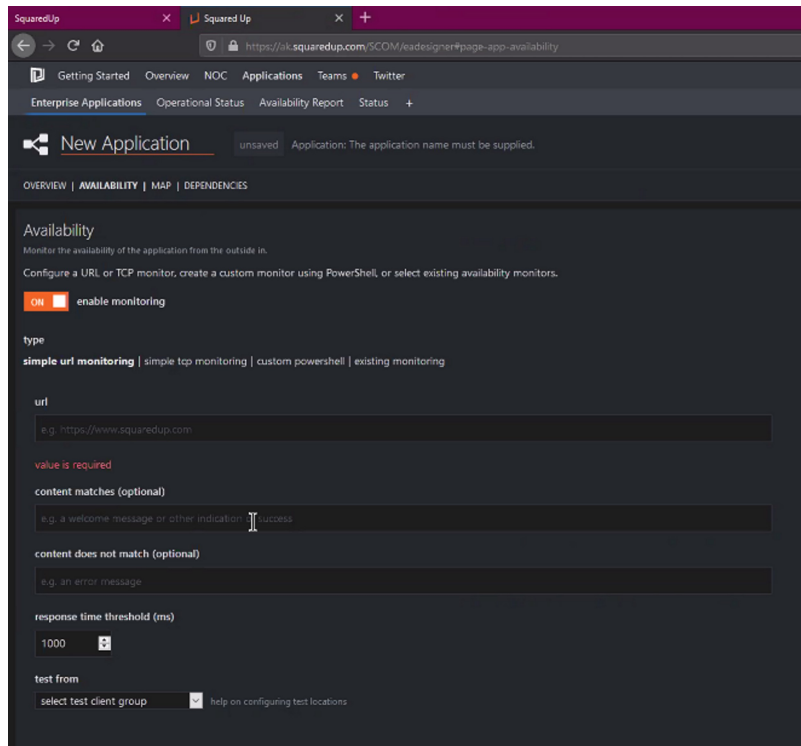 SquaredUp
Squared Up
https://ak.squaredup.com/SCOM/eadesigner#page-app-availability
Getting Started Overview NOC Applications Teams Twitter
Enterprise Applications Operational Status Availability Report Status +
New Application unsaved Application: The application name must be supplied.
OVERVIEW | AVAILABILITY | MAP | DEPENDENCIES
Availability
Monitor the availability of the application from the outside in.
Configure a URL or TCP monitor, create a custom monitor using PowerShell, or select existing availability monitors.
ON enable monitoring
type
simple url monitoring | simple tcp monitoring | custom powershell | existing monitoring
url
e.g. https://www.squaredup.com
value is required
content matches (optional)
e.g. a welcome message or other indication of success
content does not match (optional)
e.g. an error message
response time threshold (ms)
1000
test from
select test client group help on configuring test locations